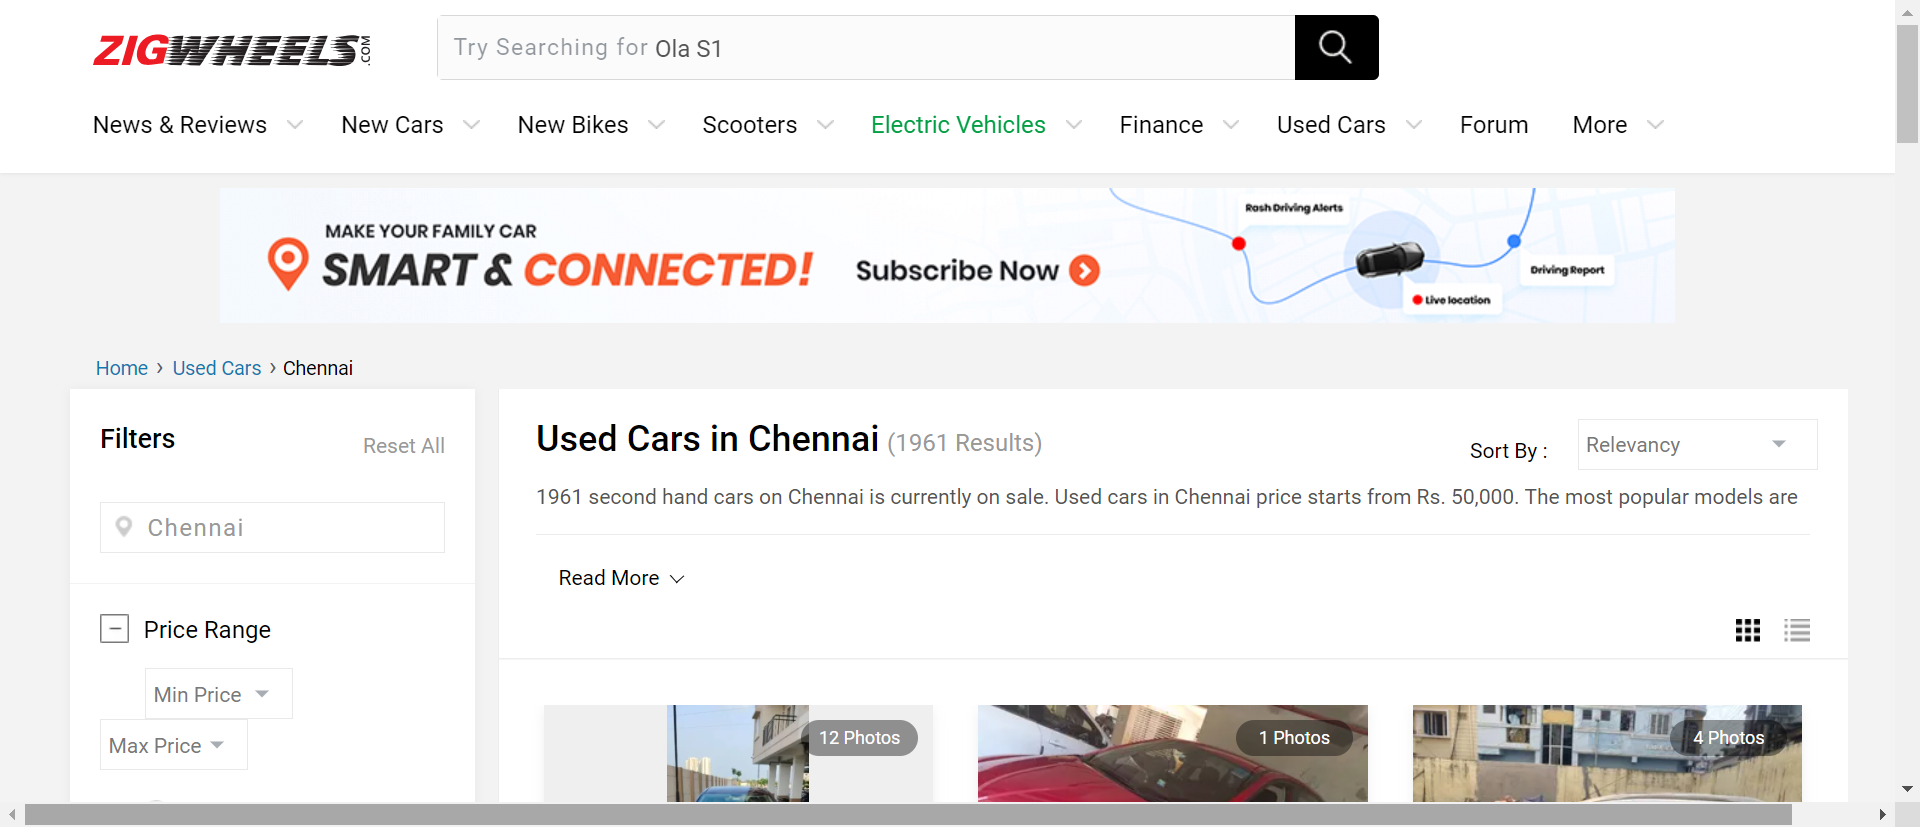 ZIGWHEELS.COM
Try Searching for Ola S1
News & Reviews New Cars New Bikes Scooters Electric Vehicles Finance Used Cars Forum More
MAKE YOUR FAMILY CAR
SMART & CONNECTED!
Subscribe Now
Rash Driving Alerts
Driving Report
Live location
Home › Used Cars › Chennai
Filters
Reset All
Chennai
Price Range
Min Price
Max Price
Used Cars in Chennai (1961 Results)
Sort By :
Relevancy
1961 second hand cars on Chennai is currently on sale. Used cars in Chennai price starts from Rs. 50,000. The most popular models are
Read More
12 Photos
1 Photos
4 Photos